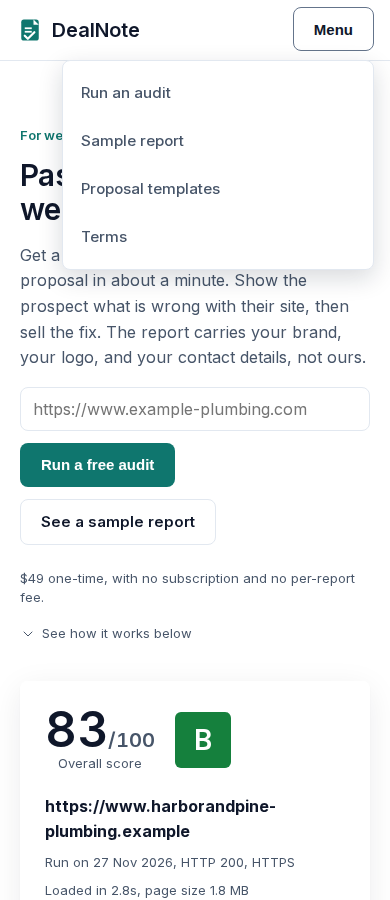 DealNote
Menu
Run an audit
Sample report
Proposal templates
Terms
For we
Pas
we
Get a
proposal in about a minute. Show the
prospect what is wrong with their site, then
sell the fix. The report carries your brand,
your logo, and your contact details, not ours.
https://www.example-plumbing.com
Run a free audit
See a sample report
$49 one-time, with no subscription and no per-report
fee.
See how it works below
83/100
B
Overall score
https://www.harborandpine-
plumbing.example
Run on 27 Nov 2026, HTTP 200, HTTPS
Loaded in 2.8s, page size 1.8 MB